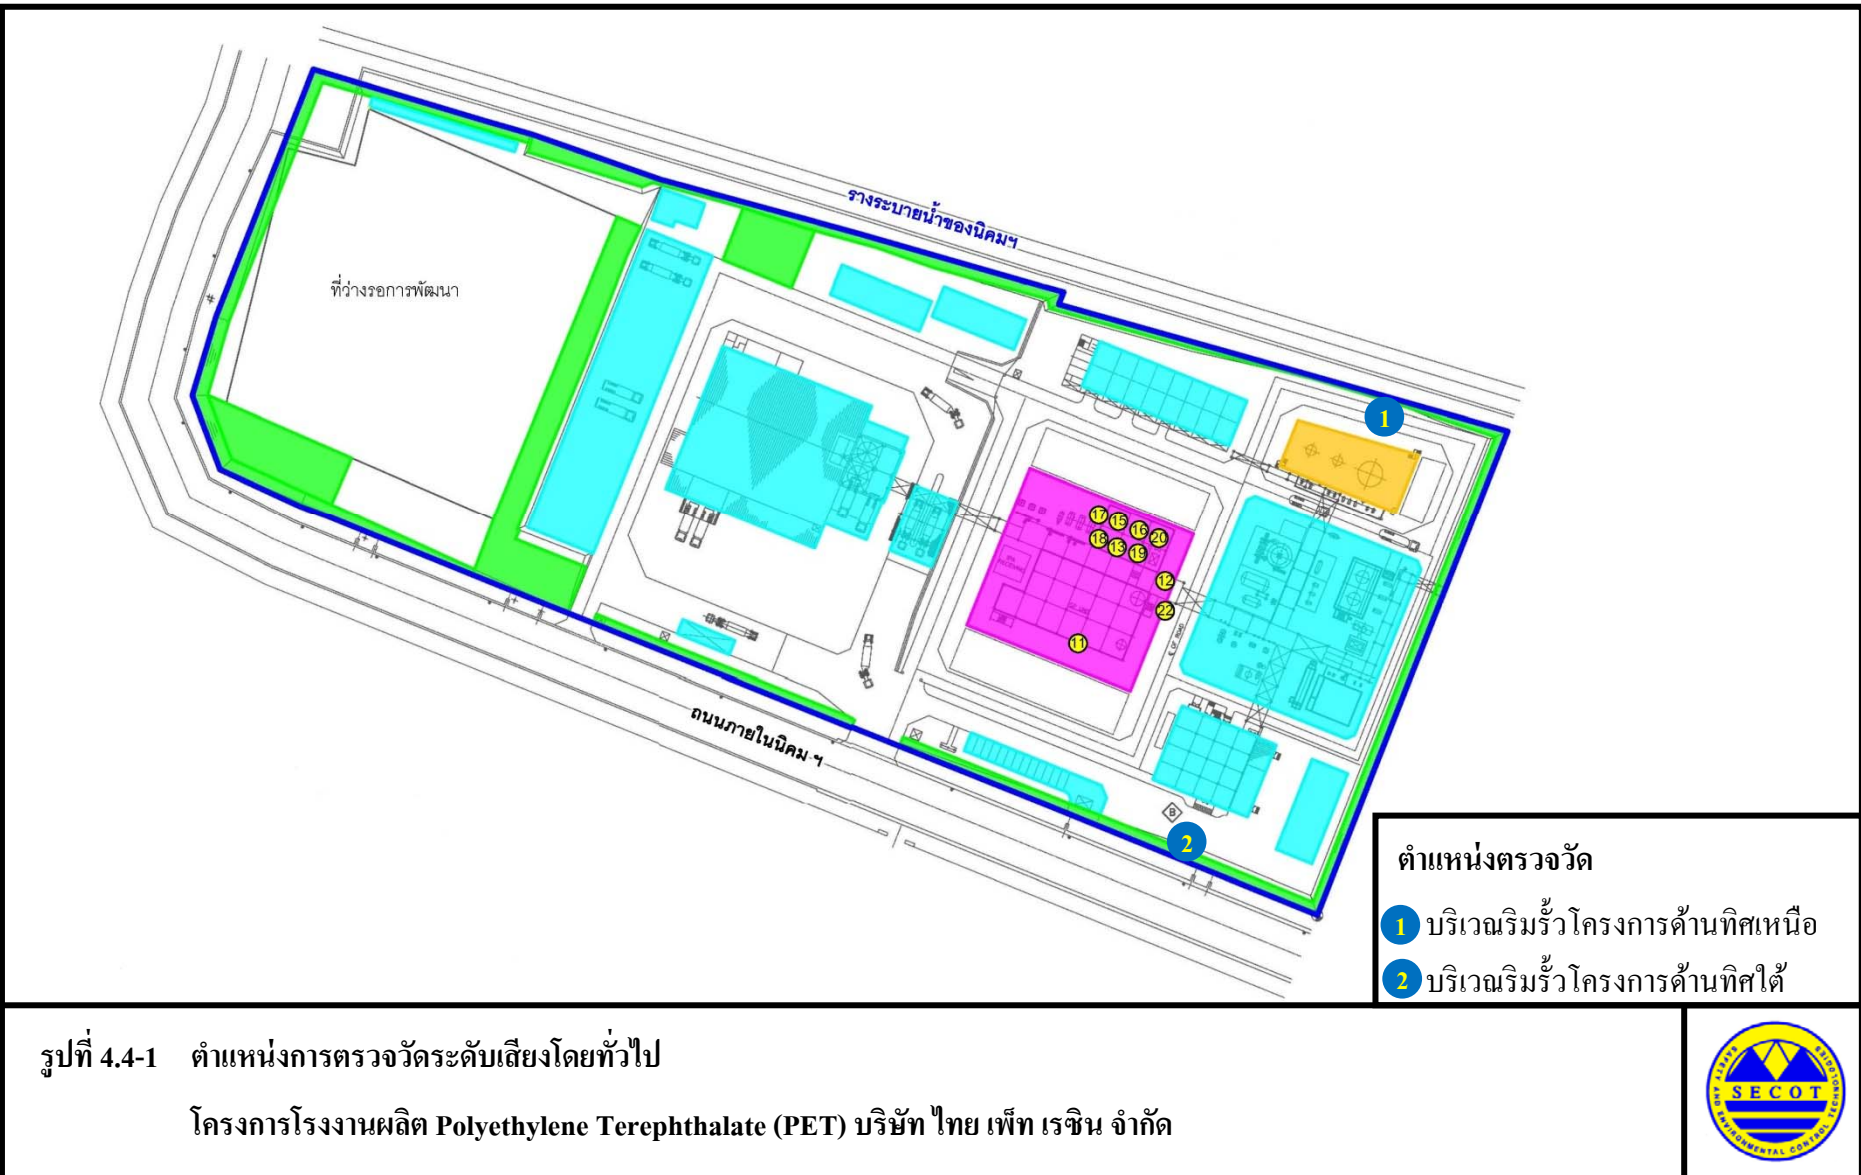 รางระบายน้ำของนิคมฯ
ที่ว่างรอการพัฒนา
1
17
15
16
20
18
13
19
12
22
11
℄ OF ROAD
ถนนภายในนิคม ฯ
B
2
ตำแหน่งตรวจวัด
1 บริเวณริมรั้วโครงการด้านทิศเหนือ
2 บริเวณริมรั้วโครงการด้านทิศใต้
รูปที่ 4.4-1 ตำแหน่งการตรวจวัดระดับเสียงโดยทั่วไป
โครงการโรงงานผลิต Polyethylene Terephthalate (PET) บริษัท ไทย เพ็ท เรซิน จำกัด
SECOT
SAFETY AND ENVIRONMENTAL CONTROL TECHNOLOGIES